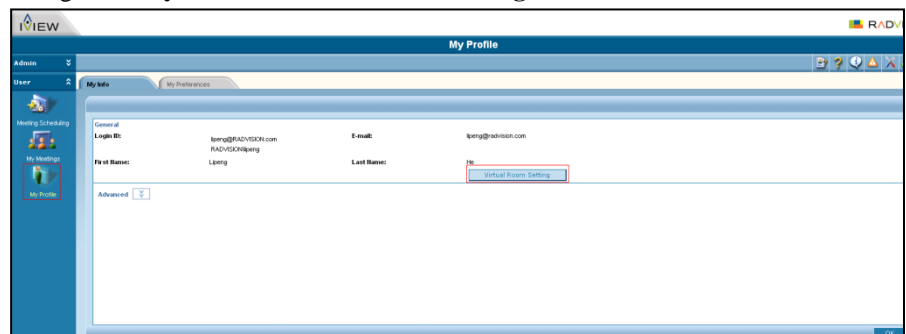 iVIEW
RADVI
My Profile
Admin
User
My Info
My Preferences
Meeting Scheduling
My Meetings
My Profile
General
Login ID:
lipeng@RADVISION.com
RADVISION\lipeng
E-mail:
lipeng@radvision.com
First Name:
Lipeng
Last Name:
He
Virtual Room Setting
Advanced
OK